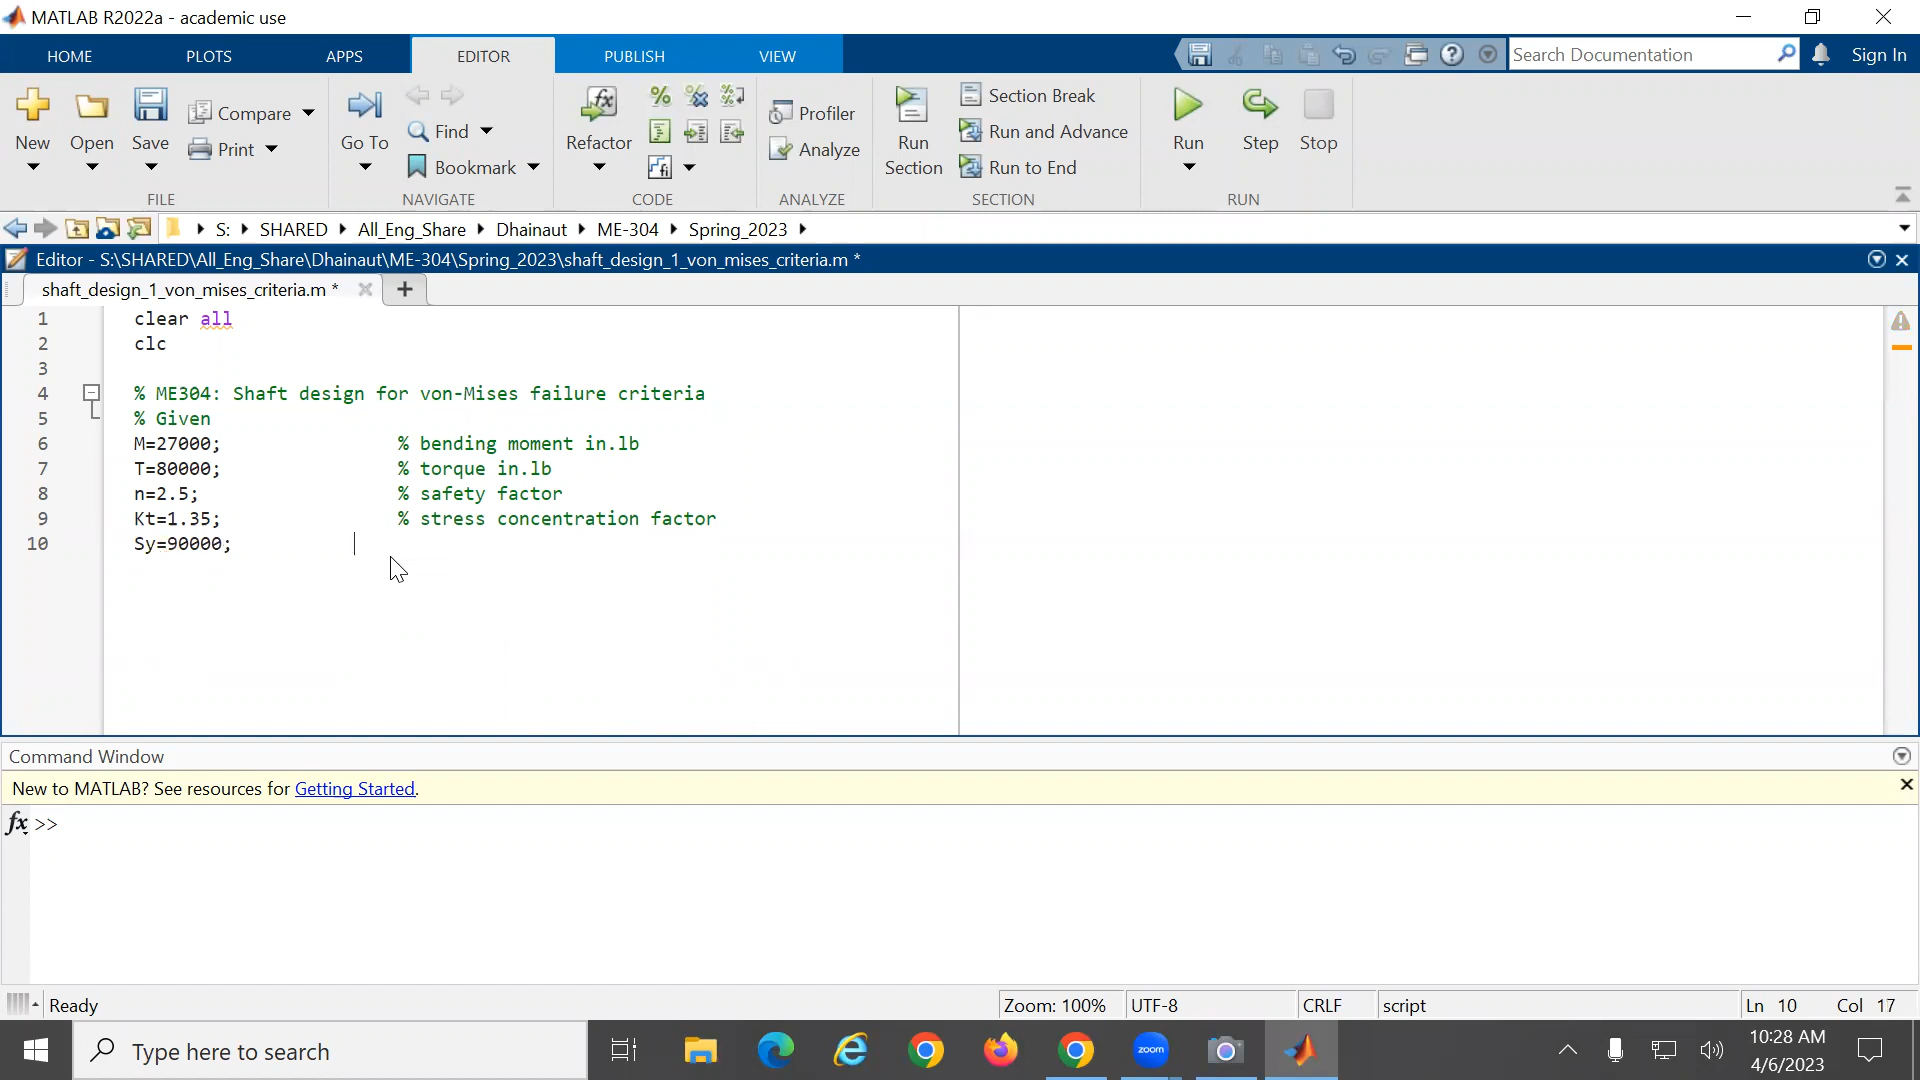 MATLAB R2022a - academic use
HOME PLOTS APPS EDITOR PUBLISH VIEW Search Documentation Sign In
New Open Save Compare Print Go To Find Bookmark Refactor Profiler Analyze Run Section Section Break Run and Advance Run to End Run Step Stop
FILE NAVIGATE CODE ANALYZE SECTION RUN
S: SHARED All_Eng_Share Dhainaut ME-304 Spring_2023
Editor - S:\SHARED\All_Eng_Share\Dhainaut\ME-304\Spring_2023\shaft_design_1_von_mises_criteria.m *
shaft_design_1_von_mises_criteria.m *
1 clear all
2 clc
3
4 % ME304: Shaft design for von-Mises failure criteria
5 % Given
6 M=27000; % bending moment in.lb
7 T=80000; % torque in.lb
8 n=2.5; % safety factor
9 Kt=1.35; % stress concentration factor
10 Sy=90000;
Command Window
New to MATLAB? See resources for Getting Started.
fx >>
Ready Zoom: 100% UTF-8 CRLF script Ln 10 Col 17
Type here to search zoom 10:28 AM
4/6/2023